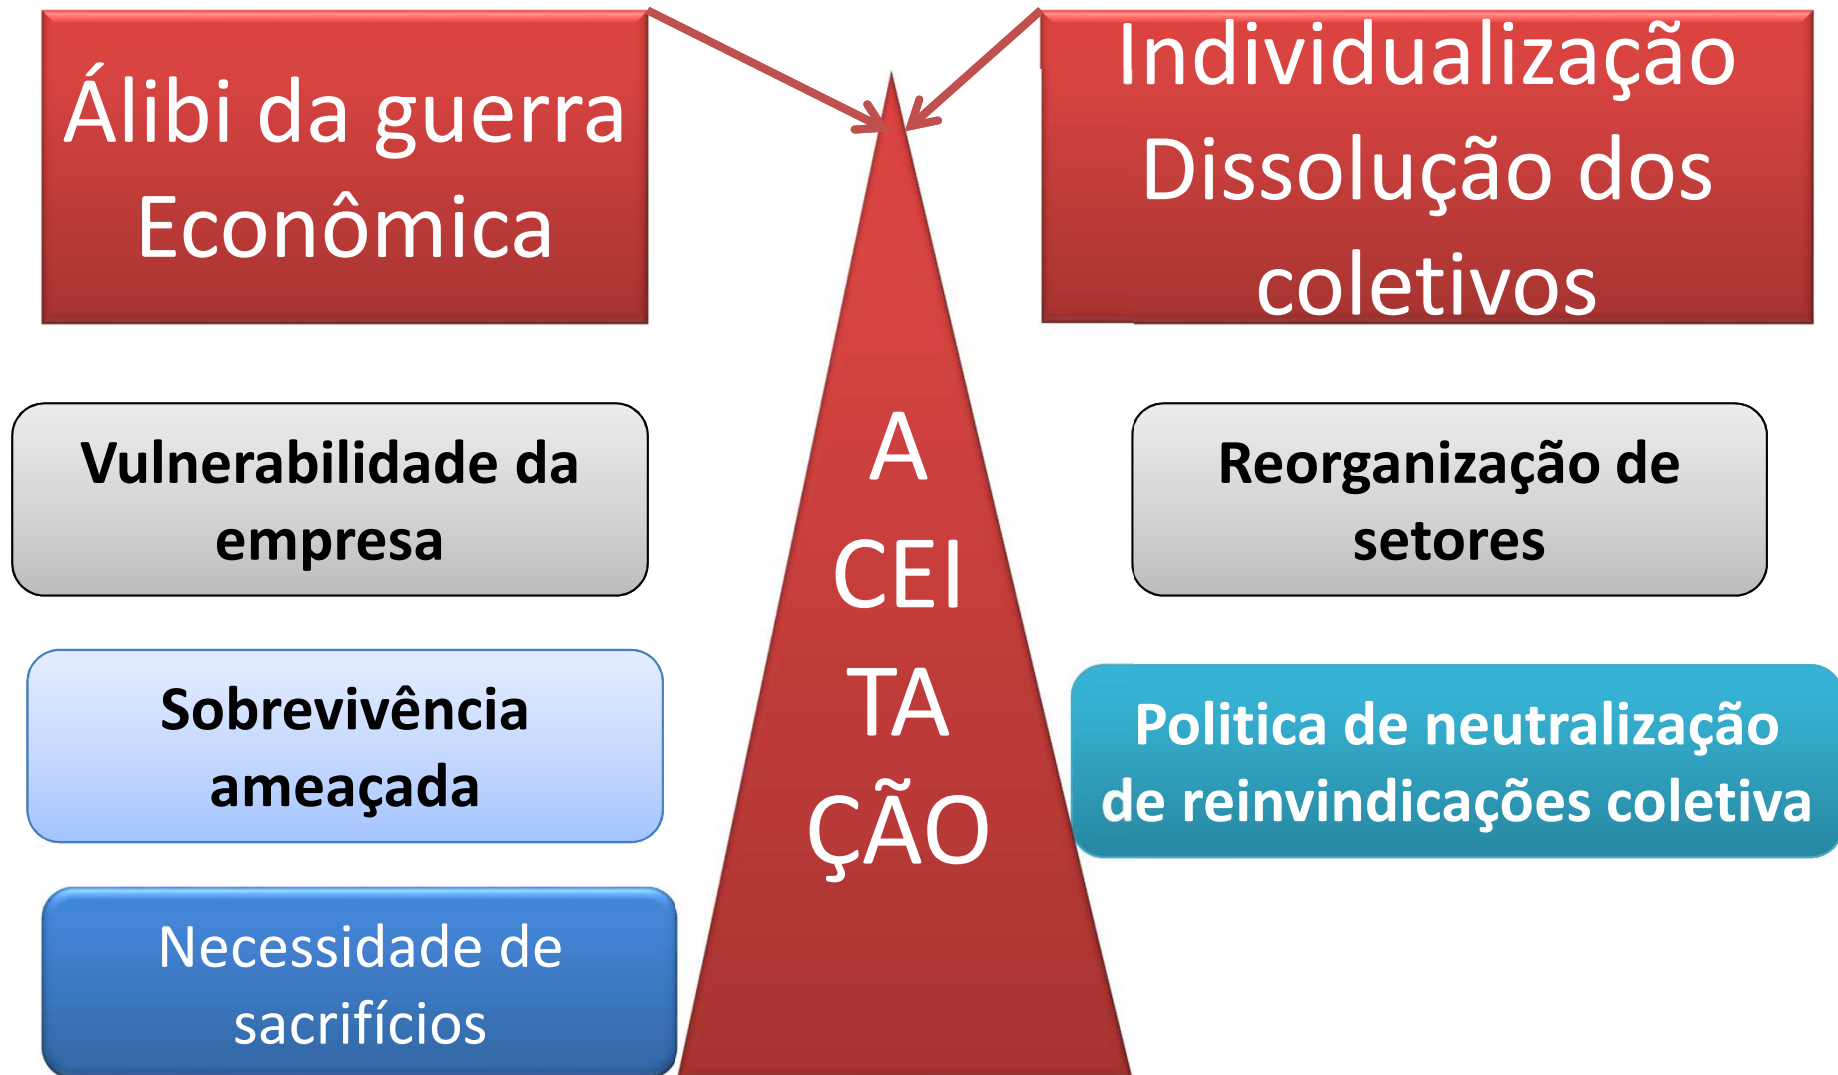 Álibi da guerra
Econômica
Individualização
Dissolução dos
coletivos
Vulnerabilidade da
empresa
Sobrevivência
ameaçada
Necessidade de
sacrifícios
A
CEI
TA
ÇÃO
Reorganização de
setores
Politica de neutralização
de reinvindicações coletiva